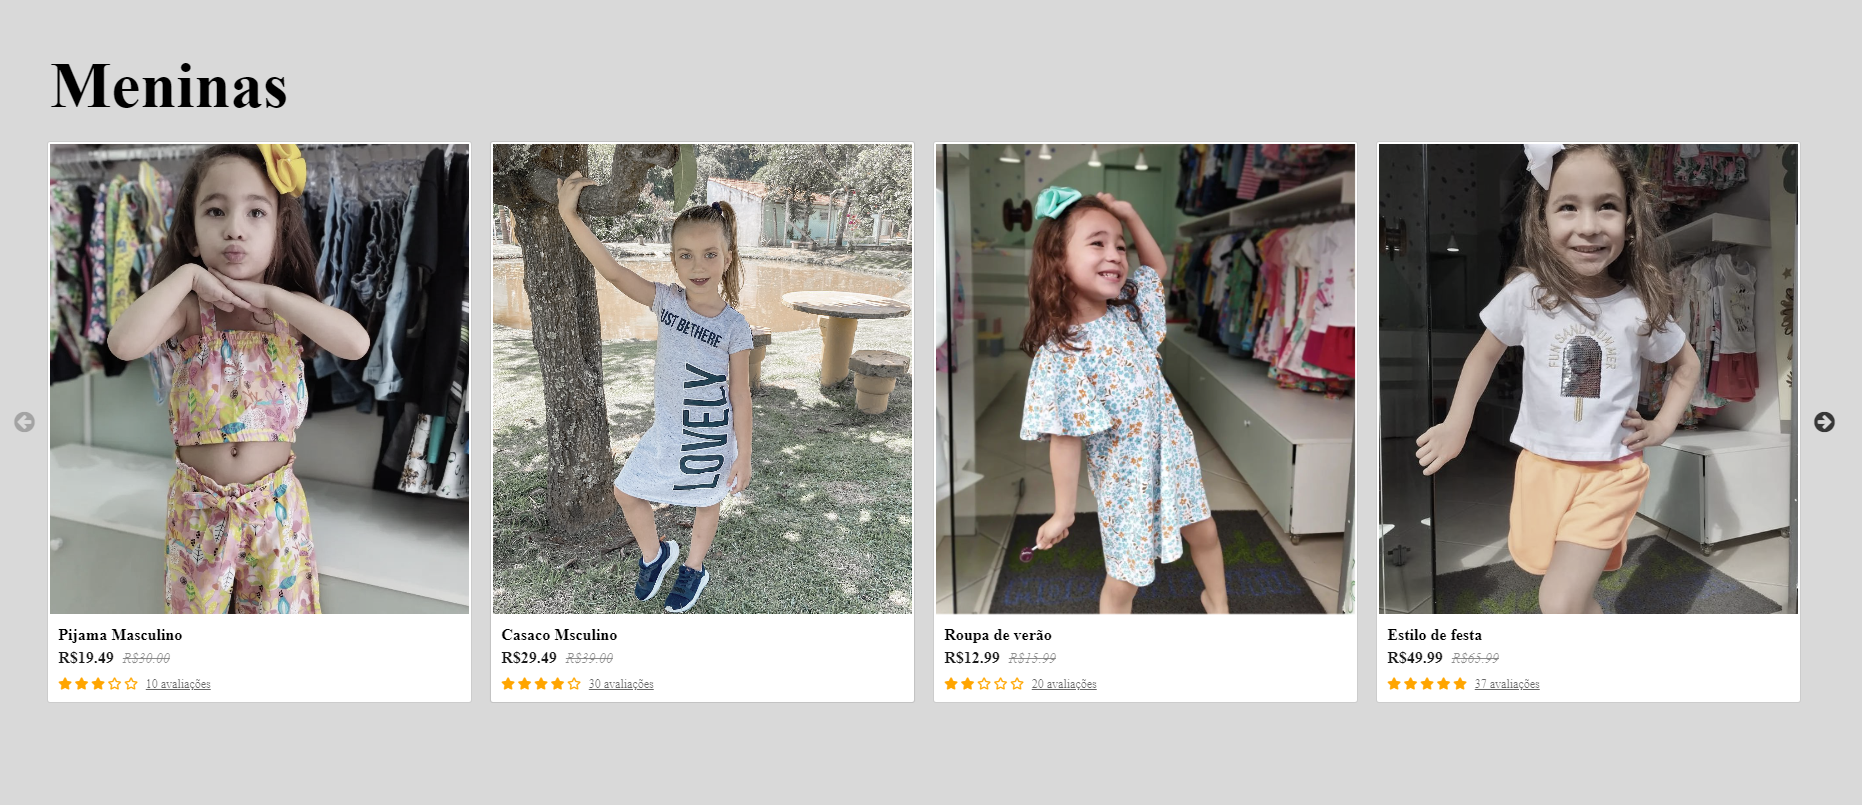 Meninas
JUST BE THERE
LOVELY
FUN SAND SUMMER
Pijama Masculino
R$19.49 R$30.00
10 avaliações
Casaco Msculino
R$29.49 R$39.00
30 avaliações
Roupa de verão
R$12.99 R$15.99
20 avaliações
Estilo de festa
R$49.99 R$65.99
37 avaliações